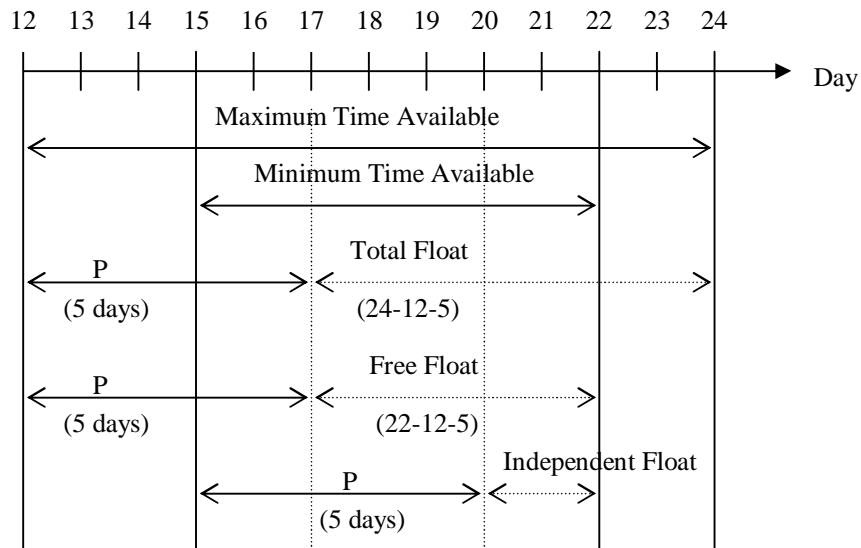 12 13 14 15 16 17 18 19 20 21 22 23 24
Day
Maximum Time Available
Minimum Time Available
P Total Float
(5 days) (24-12-5)
P Free Float
(5 days) (22-12-5)
P Independent Float
(5 days)